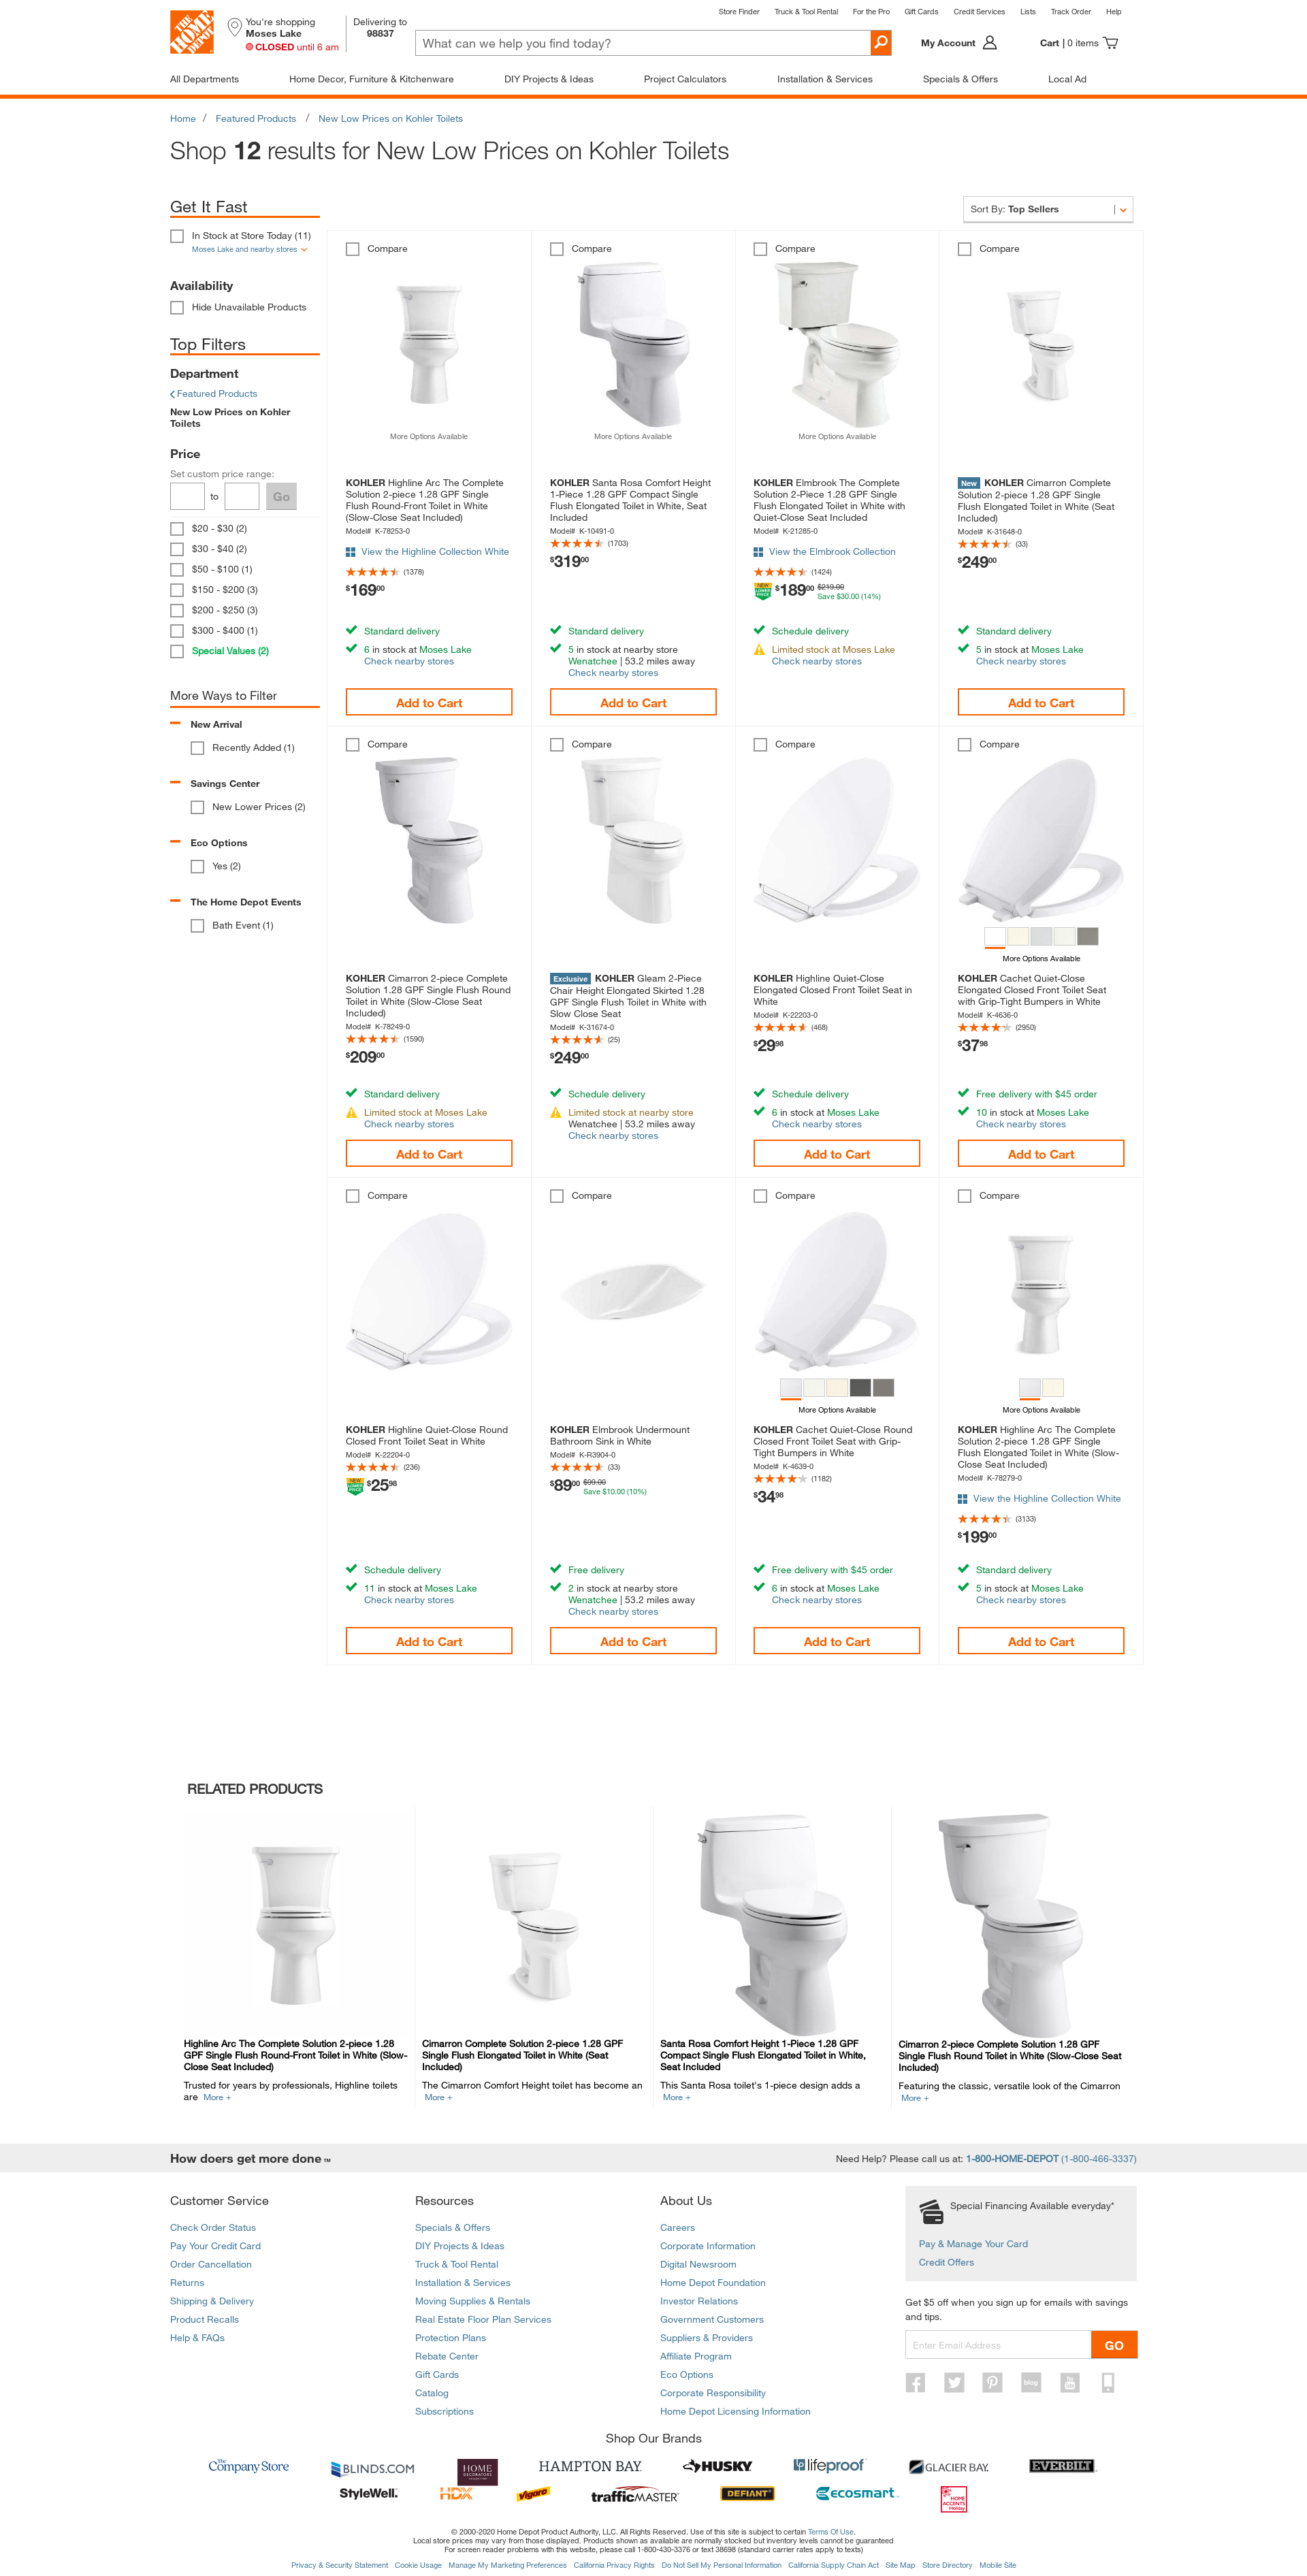 Store Finder Truck & Tool Rental For the Pro Gift Cards Credit Services Lists Track Order Help
THE HOME DEPOT
You're shopping
Moses Lake
CLOSED until 6 am
Delivering to
98837
What can we help you find today?
My Account
Cart | 0 items
All Departments Home Decor, Furniture & Kitchenware DIY Projects & Ideas Project Calculators Installation & Services Specials & Offers Local Ad
Home / Featured Products / New Low Prices on Kohler Toilets
Shop 12 results for New Low Prices on Kohler Toilets
Sort By: Top Sellers
Get It Fast
In Stock at Store Today (11)
Moses Lake and nearby stores
Availability
Hide Unavailable Products
Top Filters
Department
Featured Products
New Low Prices on Kohler
Toilets
Price
Set custom price range:
to Go
$20 - $30 (2)
$30 - $40 (2)
$50 - $100 (1)
$150 - $200 (3)
$200 - $250 (3)
$300 - $400 (1)
Special Values (2)
More Ways to Filter
New Arrival
Recently Added (1)
Savings Center
New Lower Prices (2)
Eco Options
Yes (2)
The Home Depot Events
Bath Event (1)
Compare
More Options Available
KOHLER Highline Arc The Complete
Solution 2-piece 1.28 GPF Single
Flush Round-Front Toilet in White
(Slow-Close Seat Included)
Model# K-78253-0
View the Highline Collection White
(1378)
$16900
Standard delivery
6 in stock at Moses Lake
Check nearby stores
Add to Cart
Compare
More Options Available
KOHLER Santa Rosa Comfort Height
1-Piece 1.28 GPF Compact Single
Flush Elongated Toilet in White, Seat
Included
Model# K-10491-0
(1703)
$31900
Standard delivery
5 in stock at nearby store
Wenatchee | 53.2 miles away
Check nearby stores
Add to Cart
Compare
More Options Available
KOHLER Elmbrook The Complete
Solution 2-Piece 1.28 GPF Single
Flush Elongated Toilet in White with
Quiet-Close Seat Included
Model# K-21285-0
View the Elmbrook Collection
(1424)
NEW LOWER PRICE
$18900 $219.00
Save $30.00 (14%)
Schedule delivery
Limited stock at Moses Lake
Check nearby stores
Compare
New KOHLER Cimarron Complete
Solution 2-piece 1.28 GPF Single
Flush Elongated Toilet in White (Seat
Included)
Model# K-31648-0
(33)
$24900
Standard delivery
5 in stock at Moses Lake
Check nearby stores
Add to Cart
Compare
KOHLER Cimarron 2-piece Complete
Solution 1.28 GPF Single Flush Round
Toilet in White (Slow-Close Seat
Included)
Model# K-78249-0
(1590)
$20900
Standard delivery
Limited stock at Moses Lake
Check nearby stores
Add to Cart
Compare
Exclusive KOHLER Gleam 2-Piece
Chair Height Elongated Skirted 1.28
GPF Single Flush Toilet in White with
Slow Close Seat
Model# K-31674-0
(25)
$24900
Schedule delivery
Limited stock at nearby store
Wenatchee | 53.2 miles away
Check nearby stores
Compare
KOHLER Highline Quiet-Close
Elongated Closed Front Toilet Seat in
White
Model# K-22203-0
(468)
$2998
Schedule delivery
6 in stock at Moses Lake
Check nearby stores
Add to Cart
Compare
More Options Available
KOHLER Cachet Quiet-Close
Elongated Closed Front Toilet Seat
with Grip-Tight Bumpers in White
Model# K-4636-0
(2950)
$3798
Free delivery with $45 order
10 in stock at Moses Lake
Check nearby stores
Add to Cart
Compare
KOHLER Highline Quiet-Close Round
Closed Front Toilet Seat in White
Model# K-22204-0
(236)
NEW LOWER PRICE
$2598
Schedule delivery
11 in stock at Moses Lake
Check nearby stores
Add to Cart
Compare
KOHLER Elmbrook Undermount
Bathroom Sink in White
Model# K-R3904-0
(33)
$8900 $99.00
Save $10.00 (10%)
Free delivery
2 in stock at nearby store
Wenatchee | 53.2 miles away
Check nearby stores
Add to Cart
Compare
More Options Available
KOHLER Cachet Quiet-Close Round
Closed Front Toilet Seat with Grip-
Tight Bumpers in White
Model# K-4639-0
(1182)
$3498
Free delivery with $45 order
6 in stock at Moses Lake
Check nearby stores
Add to Cart
Compare
More Options Available
KOHLER Highline Arc The Complete
Solution 2-piece 1.28 GPF Single
Flush Elongated Toilet in White (Slow-
Close Seat Included)
Model# K-78279-0
View the Highline Collection White
(3133)
$19900
Standard delivery
5 in stock at Moses Lake
Check nearby stores
Add to Cart
RELATED PRODUCTS
Highline Arc The Complete Solution 2-piece 1.28
GPF Single Flush Round-Front Toilet in White (Slow-
Close Seat Included)
Trusted for years by professionals, Highline toilets
are More +
Cimarron Complete Solution 2-piece 1.28 GPF
Single Flush Elongated Toilet in White (Seat
Included)
The Cimarron Comfort Height toilet has become an
More +
Santa Rosa Comfort Height 1-Piece 1.28 GPF
Compact Single Flush Elongated Toilet in White,
Seat Included
This Santa Rosa toilet's 1-piece design adds a
More +
Cimarron 2-piece Complete Solution 1.28 GPF
Single Flush Round Toilet in White (Slow-Close Seat
Included)
Featuring the classic, versatile look of the Cimarron
More +
How doers get more done TM
Need Help? Please call us at: 1-800-HOME-DEPOT (1-800-466-3337)
Customer Service
Check Order Status
Pay Your Credit Card
Order Cancellation
Returns
Shipping & Delivery
Product Recalls
Help & FAQs
Resources
Specials & Offers
DIY Projects & Ideas
Truck & Tool Rental
Installation & Services
Moving Supplies & Rentals
Real Estate Floor Plan Services
Protection Plans
Rebate Center
Gift Cards
Catalog
Subscriptions
About Us
Careers
Corporate Information
Digital Newsroom
Home Depot Foundation
Investor Relations
Government Customers
Suppliers & Providers
Affiliate Program
Eco Options
Corporate Responsibility
Home Depot Licensing Information
Special Financing Available everyday*
Pay & Manage Your Card
Credit Offers
Get $5 off when you sign up for emails with savings
and tips.
Enter Email Address GO
blog You Tube
Shop Our Brands
The Company Store BLINDS.COM HOME DECORATORS COLLECTION HAMPTON BAY HUSKY lifeproof GLACIER BAY EVERBILT
StyleWell HDX Vigoro trafficMASTER DEFIANT ecosmart HOME ACCENTS Holiday
© 2000-2020 Home Depot Product Authority, LLC. All Rights Reserved. Use of this site is subject to certain Terms Of Use.
Local store prices may vary from those displayed. Products shown as available are normally stocked but inventory levels cannot be guaranteed
For screen reader problems with this website, please call 1-800-430-3376 or text 38698 (standard carrier rates apply to texts)
Privacy & Security Statement Cookie Usage Manage My Marketing Preferences California Privacy Rights Do Not Sell My Personal Information California Supply Chain Act Site Map Store Directory Mobile Site